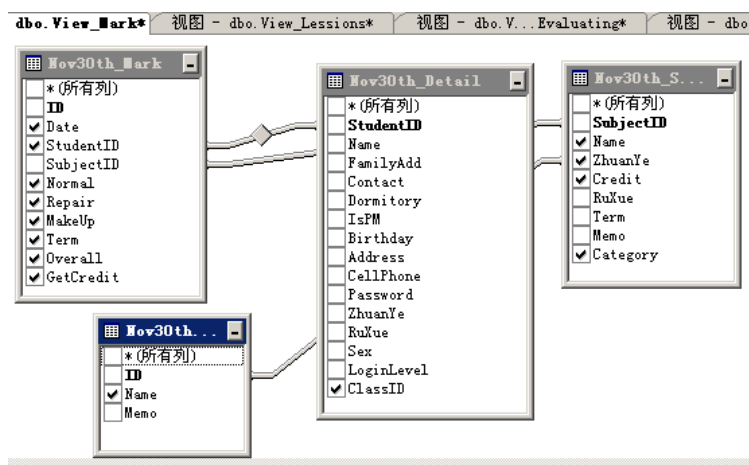 dbo.View_Mark* 视图 - dbo.View_Lessions* 视图 - dbo.V...Evaluating* 视图 - dbo
Nov30th_Mark
* (所有列)
ID
Date
StudentID
SubjectID
Normal
Repair
MakeUp
Term
Overall
GetCredit
Nov30th_Detail
* (所有列)
StudentID
Name
FamilyAdd
Contact
Dormitory
IsPM
Birthday
Address
CellPhone
Password
ZhuanYe
RuXue
Sex
LoginLevel
ClassID
Nov30th_S...
* (所有列)
SubjectID
Name
ZhuanYe
Credit
RuXue
Term
Memo
Category
Nov30th...
* (所有列)
ID
Name
Memo